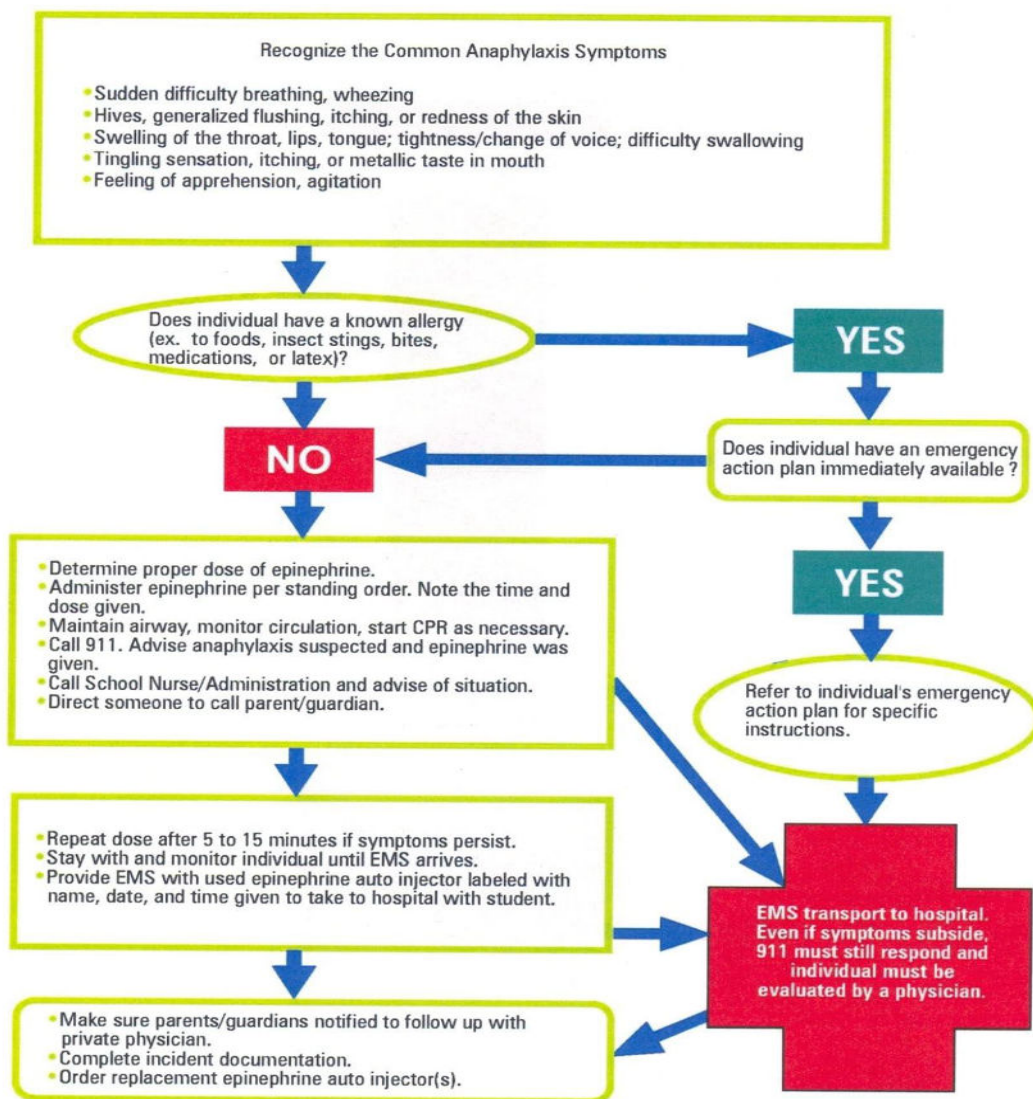 Recognize the Common Anaphylaxis Symptoms
•Sudden difficulty breathing, wheezing
•Hives, generalized flushing, itching, or redness of the skin
•Swelling of the throat, lips, tongue; tightness/change of voice; difficulty swallowing
•Tingling sensation, itching, or metallic taste in mouth
•Feeling of apprehension, agitation
Does individual have a known allergy
(ex. to foods, insect stings, bites,
medications, or latex)?
YES
NO
Does individual have an emergency
action plan immediately available ?
YES
•Determine proper dose of epinephrine.
•Administer epinephrine per standing order. Note the time and
dose given.
•Maintain airway, monitor circulation, start CPR as necessary.
•Call 911. Advise anaphylaxis suspected and epinephrine was
given.
•Call School Nurse/Administration and advise of situation.
•Direct someone to call parent/guardian.
Refer to individual's emergency
action plan for specific
instructions.
•Repeat dose after 5 to 15 minutes if symptoms persist.
•Stay with and monitor individual until EMS arrives.
•Provide EMS with used epinephrine auto injector labeled with
name, date, and time given to take to hospital with student.
EMS transport to hospital.
Even if symptoms subside,
911 must still respond and
individual must be
evaluated by a physician.
•Make sure parents/guardians notified to follow up with
private physician.
•Complete incident documentation.
•Order replacement epinephrine auto injector(s).